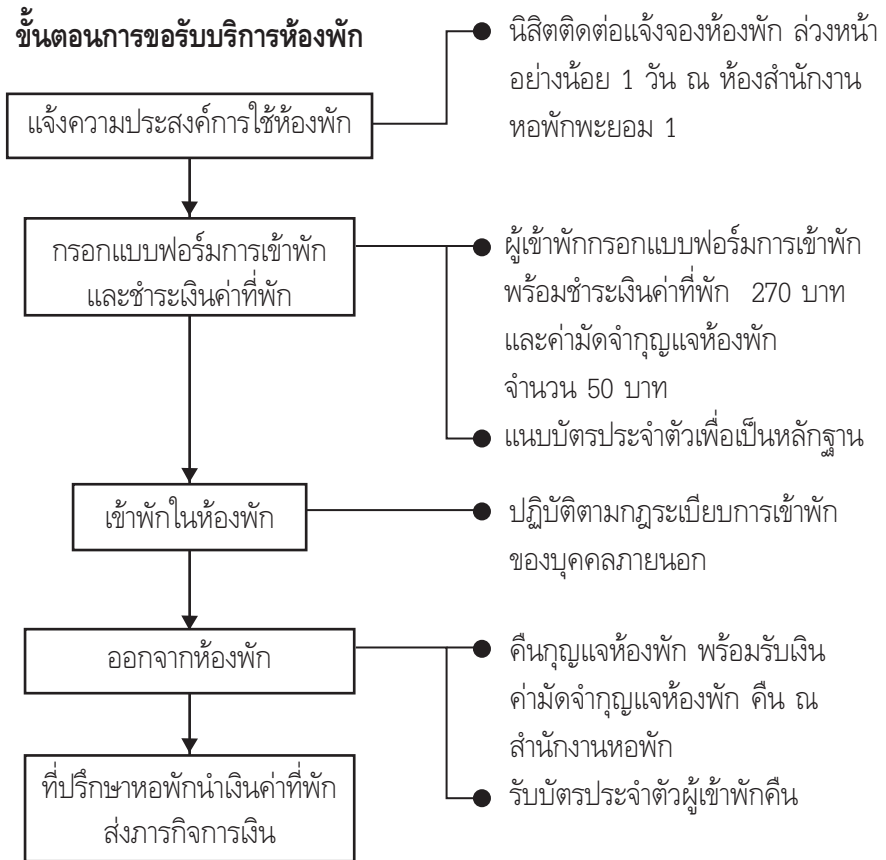 ขั้นตอนการขอรับบริการห้องพัก
แจ้งความประสงค์การใช้ห้องพัก
นิสิตติดต่อแจ้งจองห้องพัก ล่วงหน้า
อย่างน้อย 1 วัน ณ ห้องสำนักงาน
หอพักพะยอม 1
กรอกแบบฟอร์มการเข้าพัก
และชำระเงินค่าที่พัก
ผู้เข้าพักกรอกแบบฟอร์มการเข้าพัก
พร้อมชำระเงินค่าที่พัก 270 บาท
และค่ามัดจำกุญแจห้องพัก
จำนวน 50 บาท
แนบบัตรประจำตัวเพื่อเป็นหลักฐาน
เข้าพักในห้องพัก
ปฏิบัติตามกฎระเบียบการเข้าพัก
ของบุคคลภายนอก
ออกจากห้องพัก
คืนกุญแจห้องพัก พร้อมรับเงิน
ค่ามัดจำกุญแจห้องพัก คืน ณ
สำนักงานหอพัก
รับบัตรประจำตัวผู้เข้าพักคืน
ที่ปรึกษาหอพักนำเงินค่าที่พัก
ส่งภารกิจการเงิน